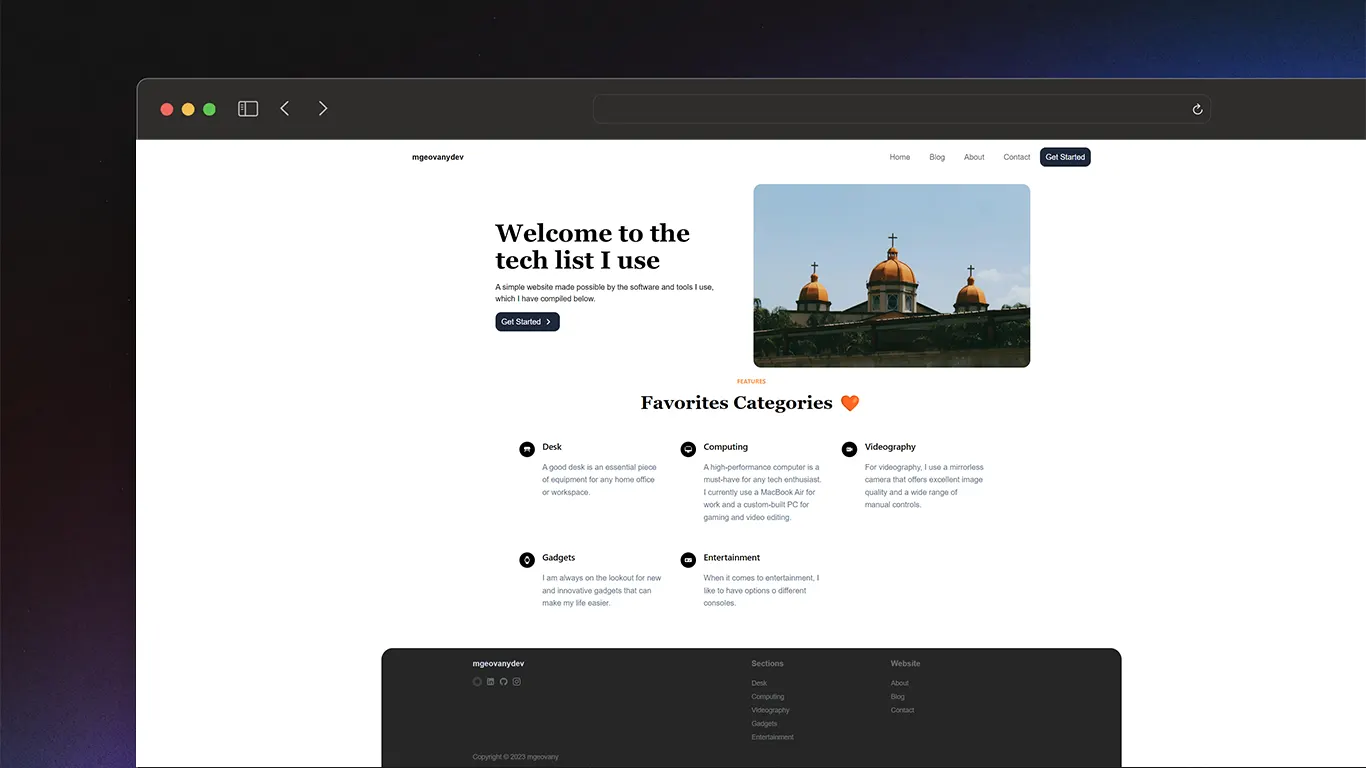 mgeovanydev
Home
Blog
About
Contact
Get Started
Welcome to the
tech list I use
A simple website made possible by the software and tools I use,
which I have compiled below.
Get Started
FEATURES
Favorites Categories
Desk
A good desk is an essential piece
of equipment for any home office
or workspace.
Computing
A high-performance computer is a
must-have for any tech enthusiast.
I currently use a MacBook Air for
work and a custom-built PC for
gaming and video editing.
Videography
For videography, I use a mirrorless
camera that offers excellent image
quality and a wide range of
manual controls.
Gadgets
I am always on the lookout for new
and innovative gadgets that can
make my life easier.
Entertainment
When it comes to entertainment, I
like to have options o different
consoles.
mgeovanydev
Sections
Desk
Computing
Videography
Gadgets
Entertainment
Website
About
Blog
Contact
Copyright © 2023 mgeovany